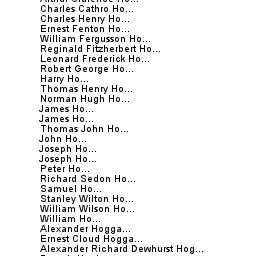 Charles Cathro Ho...
Charles Henry Ho...
Ernest Fenton Ho...
William Fergusson Ho...
Reginald Fitzherbert Ho...
Leonard Frederick Ho...
Robert George Ho...
Harry Ho...
Thomas Henry Ho...
Norman Hugh Ho...
James Ho...
James Ho...
Thomas John Ho...
John Ho...
Joseph Ho...
Joseph Ho...
Peter Ho...
Richard Sedon Ho...
Samuel Ho...
Stanley Wilton Ho...
William Wilson Ho...
William Ho...
Alexander Hogga...
Ernest Cloud Hogga...
Alexander Richard Dewhurst Hog...